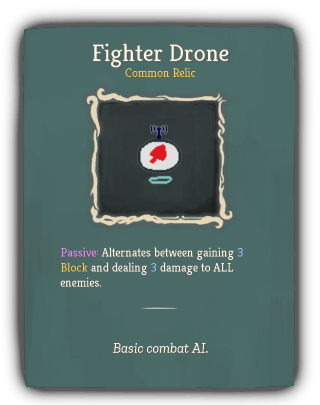 Fighter Drone
Common Relic
Passive: Alternates between gaining 3
Block and dealing 3 damage to ALL
enemies.
Basic combat AI.